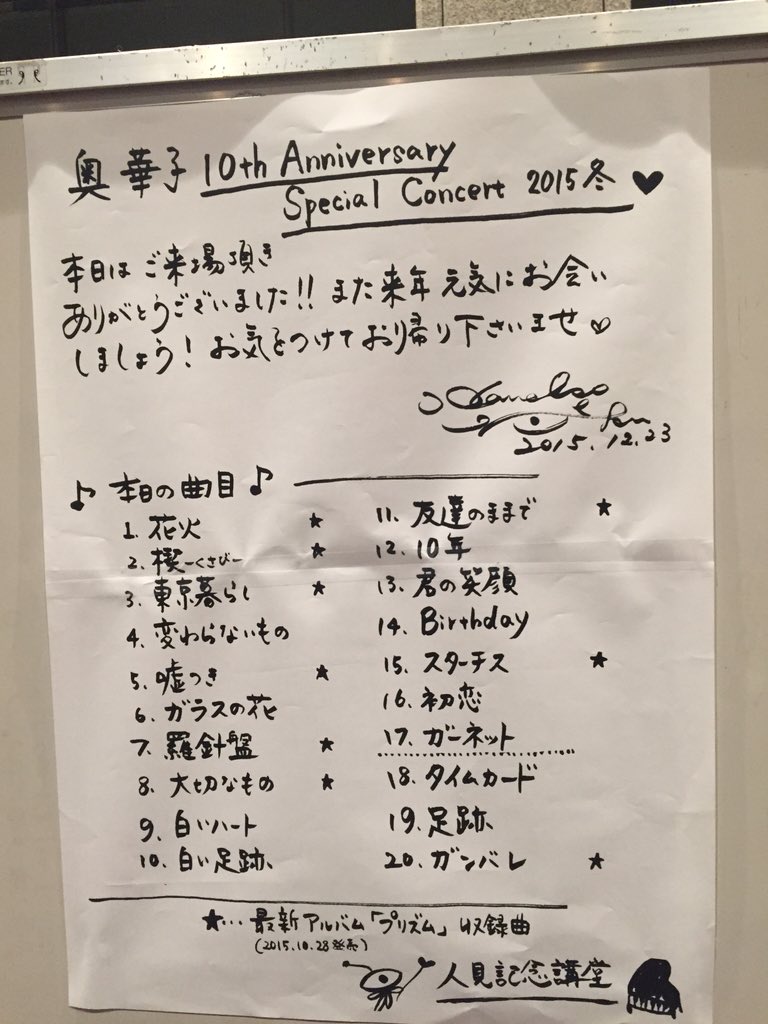 奥 華子 10th Anniversary
Special Concert 2015冬 ♥
本日は ご来場頂き
ありがとうございました!! また来年 元気にお会い
しましょう! お気をつけてお帰り下さいませ♡
2015.12.23
♪ 本日の曲目 ♪
1. 花火 ★
2. 楔ーくさびー ★
3. 東京暮らし ★
4. 変わらないもの
5. 嘘つき ★
6. ガラスの花
7. 羅針盤 ★
8. 大切なもの ★
9. 白いハート
10. 白い足跡
11. 友達のままで ★
12. 10年
13. 君の笑顔
14. Birthday
15. スターチス ★
16. 初恋
17. ガーネット
18. タイムカード
19. 足跡
20. ガンバレ ★
★… 最新アルバム「プリズム」収録曲
(2015.10.28発売)
人見記念講堂